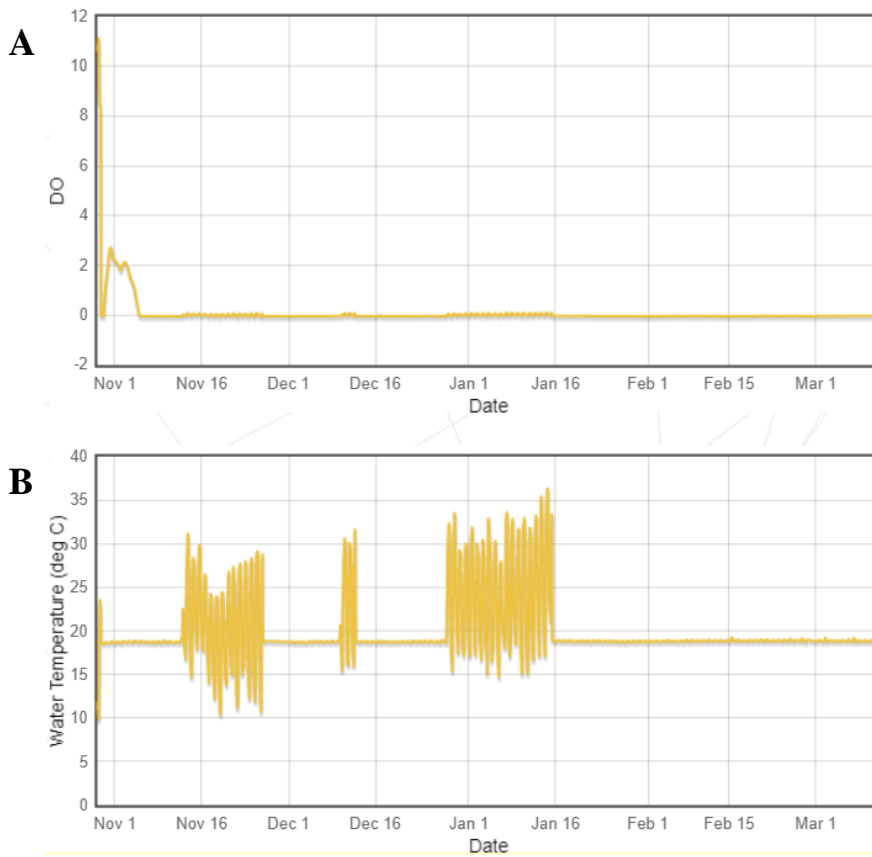 A
DO
12
10
8
6
4
2
0
-2
Nov 1 Nov 16 Dec 1 Dec 16 Jan 1 Jan 16 Feb 1 Feb 15 Mar 1
Date
B
Water Temperature (deg C)
40
35
30
25
20
15
10
5
0
Nov 1 Nov 16 Dec 1 Dec 16 Jan 1 Jan 16 Feb 1 Feb 15 Mar 1
Date